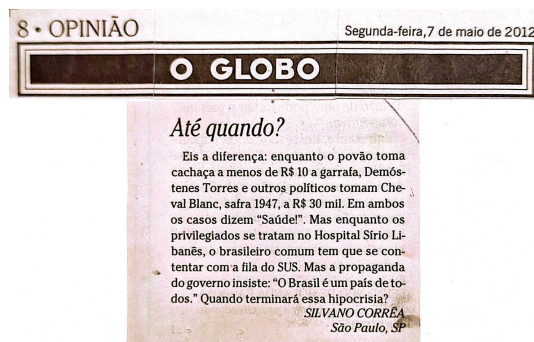 8 • OPINIÃO
Segunda-feira, 7 de maio de 2012
O GLOBO
Até quando?
Eis a diferença: enquanto o povão toma
cachaça a menos de R$ 10 a garrafa, Demós-
tenes Torres e outros políticos tomam Che-
val Blanc, safra 1947, a R$ 30 mil. Em ambos
os casos dizem “Saúde!”. Mas enquanto os
privilegiados se tratam no Hospital Sírio Li-
banês, o brasileiro comum tem que se con-
tentar com a fila do SUS. Mas a propaganda
do governo insiste: “O Brasil é um país de to-
dos.” Quando terminará essa hipocrisia?
SILVANO CORRÊA
São Paulo, SP